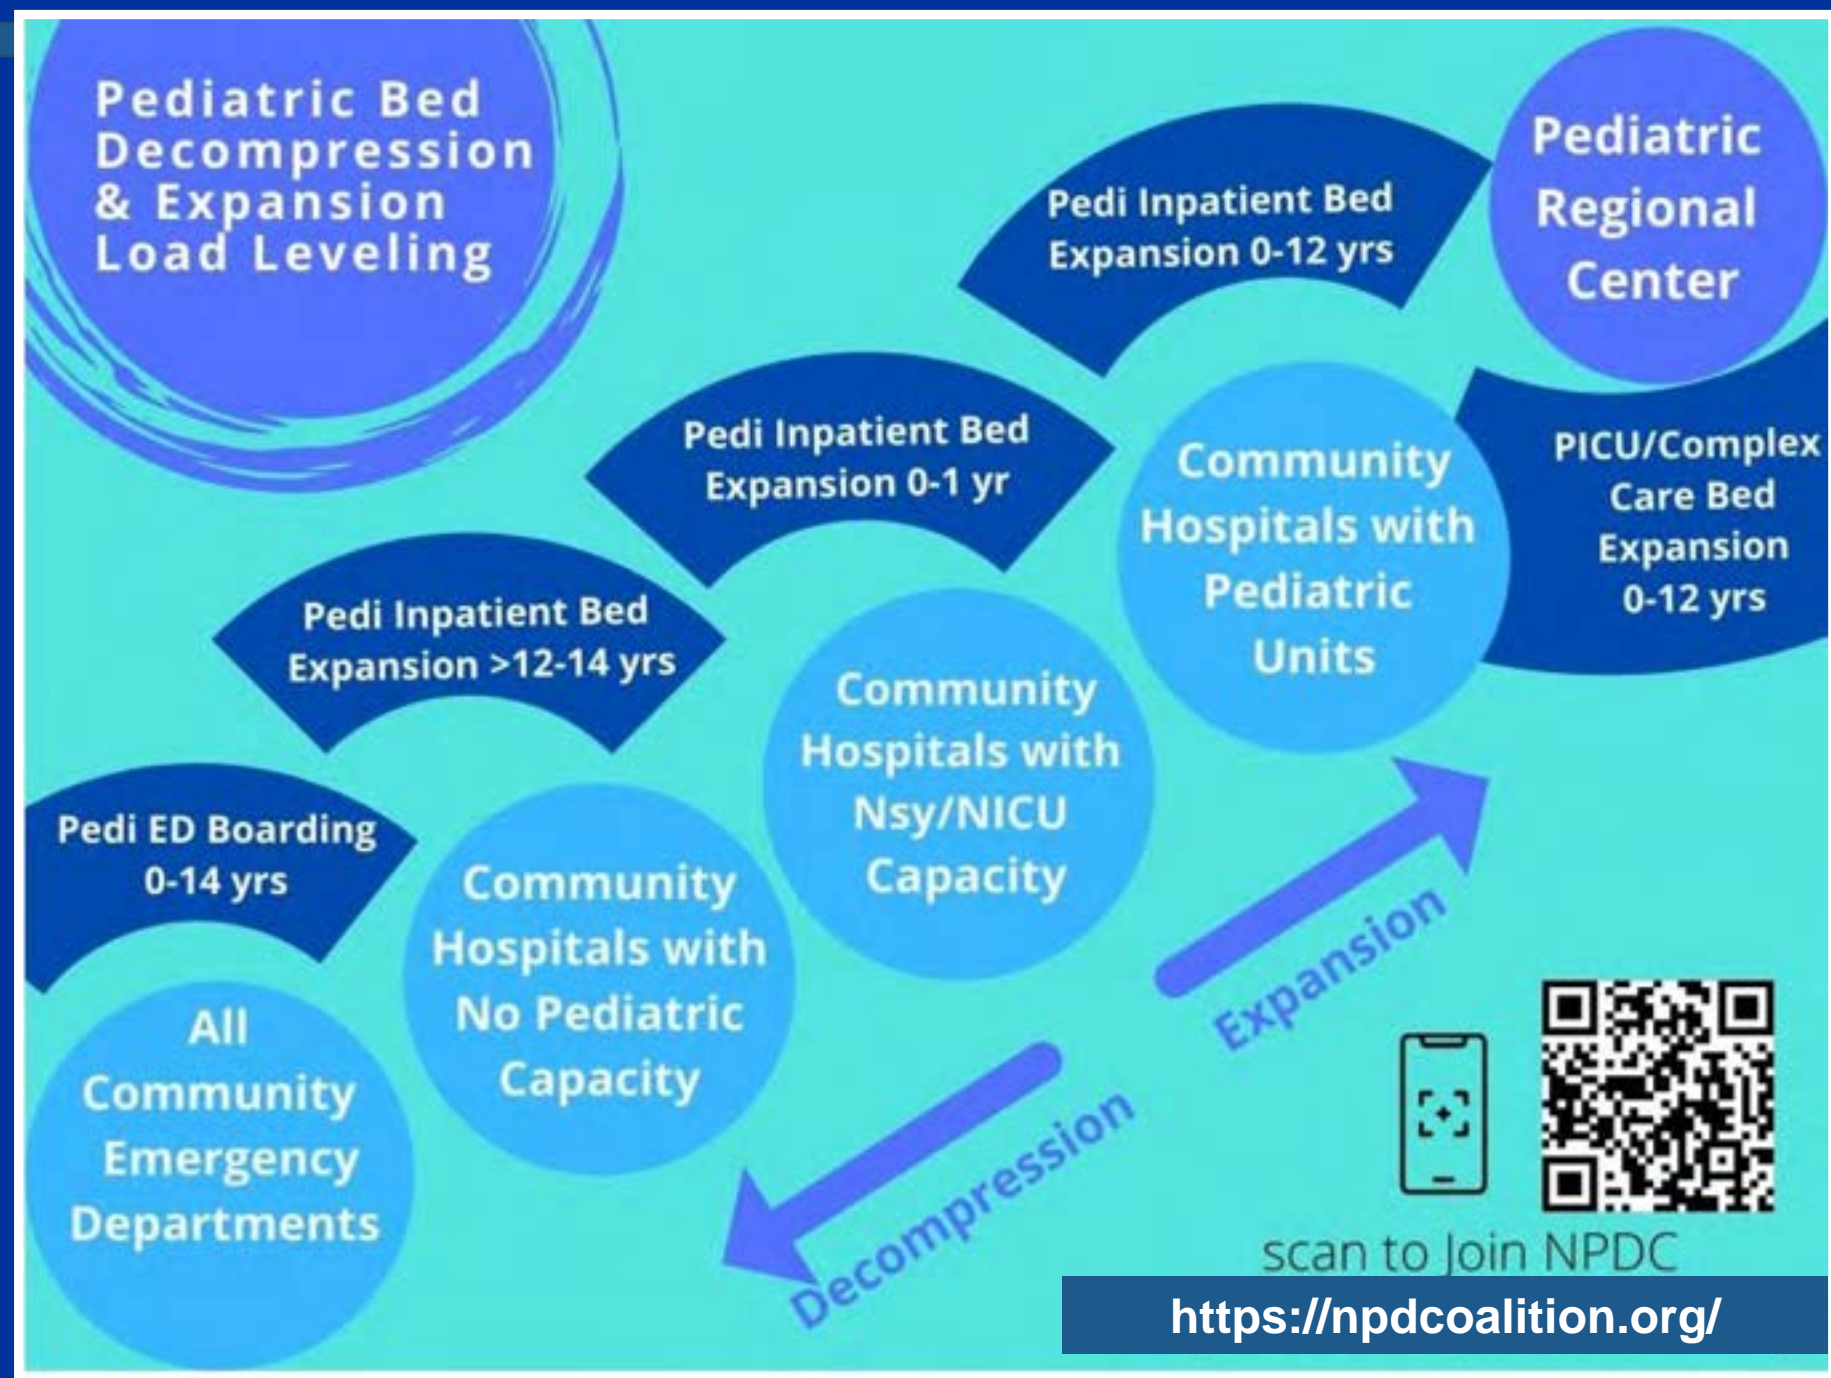 Pediatric Bed
Decompression
& Expansion
Load Leveling
Pedi Inpatient Bed
Expansion 0-12 yrs
Pediatric
Regional
Center
Pedi Inpatient Bed
Expansion 0-1 yr
Community
Hospitals with
Pediatric
Units
PICU/Complex
Care Bed
Expansion
0-12 yrs
Pedi Inpatient Bed
Expansion >12-14 yrs
Community
Hospitals with
Nsy/NICU
Capacity
Pedi ED Boarding
0-14 yrs
Community
Hospitals with
No Pediatric
Capacity
All
Community
Emergency
Departments
Expansion
Decompression
scan to Join NPDC
https://npdcoalition.org/